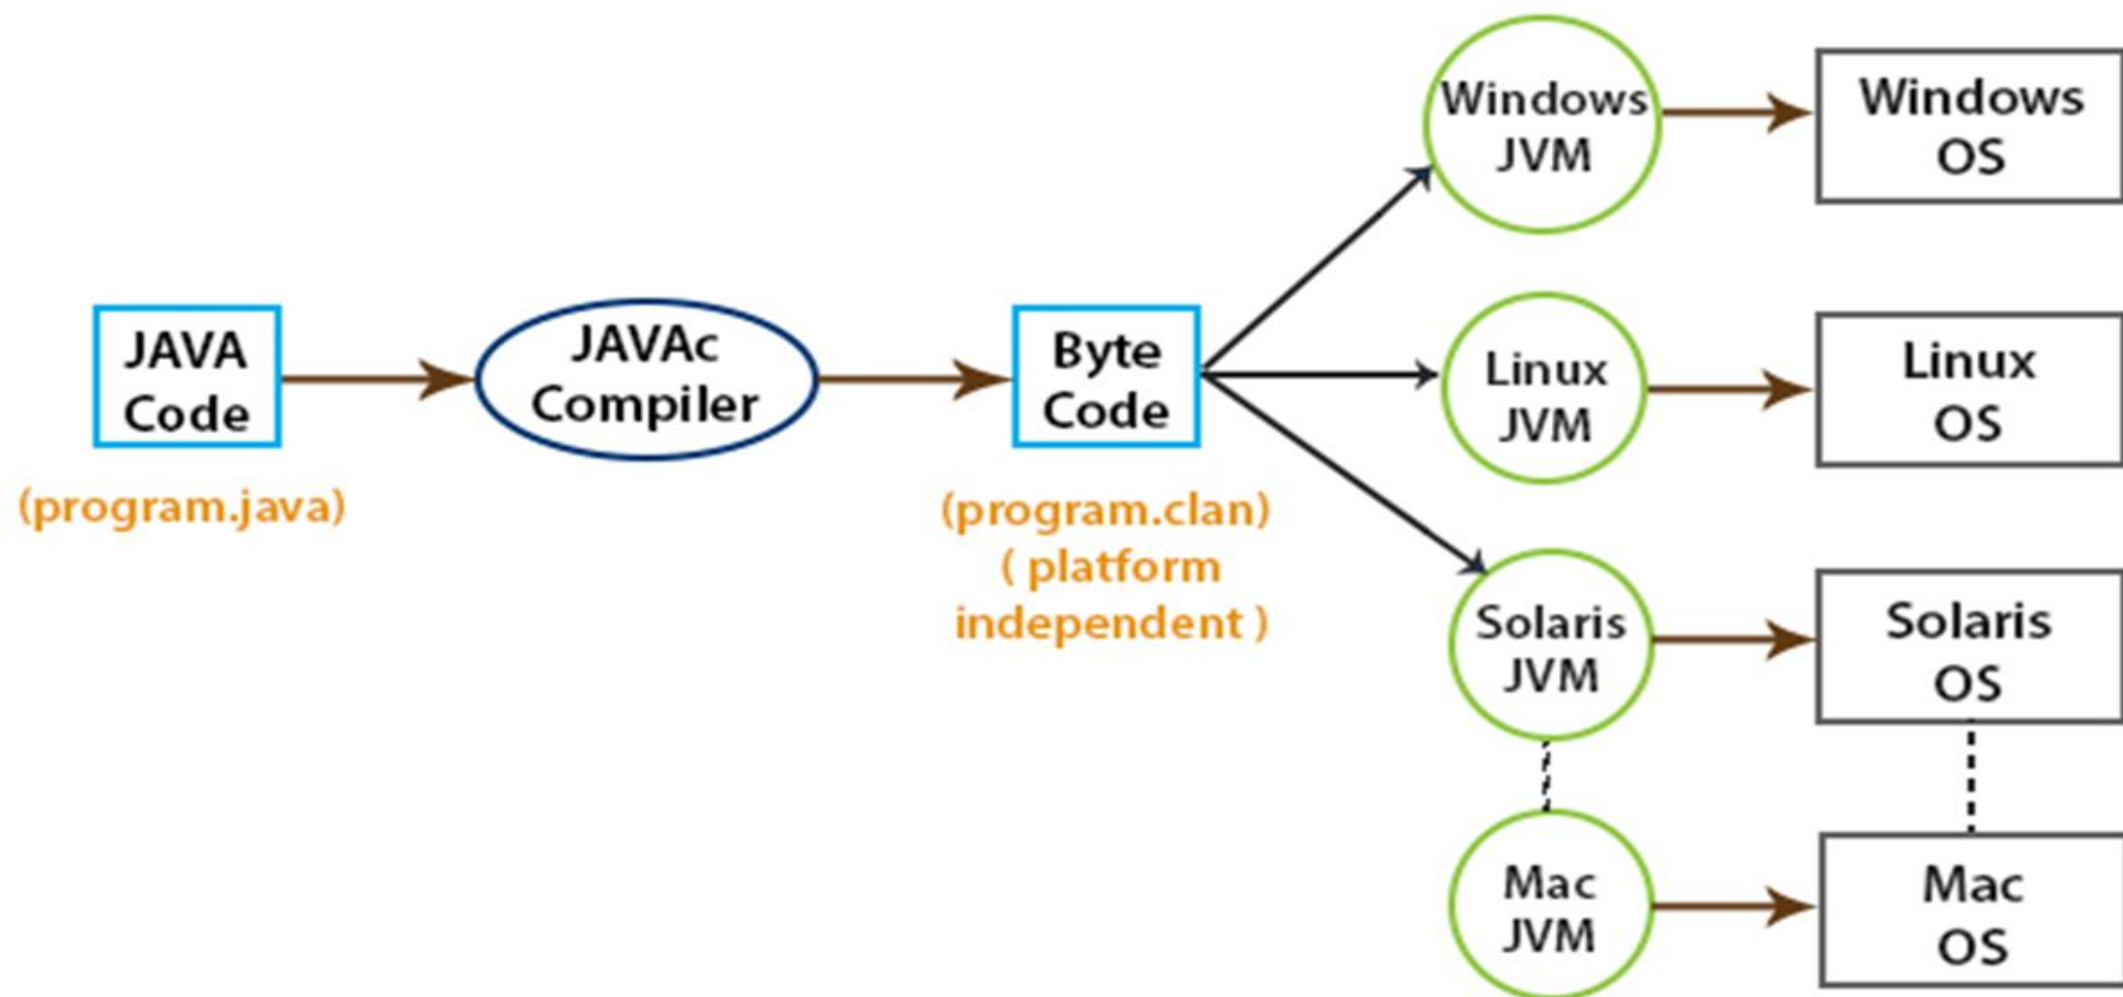 JAVA
Code
(program.java)
JAVAc
Compiler
Byte
Code
(program.clan)
( platform
independent )
Windows
JVM
Windows
OS
Linux
JVM
Linux
OS
Solaris
JVM
Solaris
OS
Mac
JVM
Mac
OS